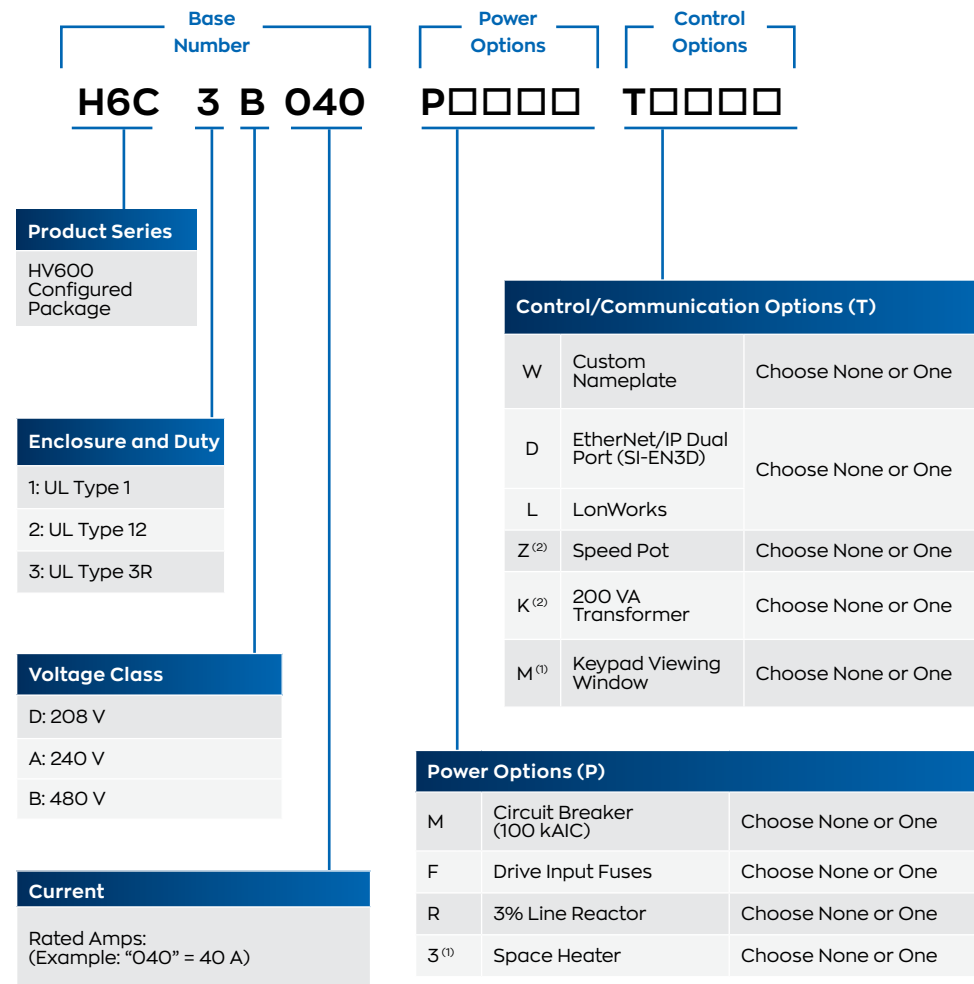 Base
Number
Power
Options
Control
Options
H6C 3 B 040 P□□□□ T□□□□
Product Series
HV600
Configured
Package
Enclosure and Duty
1: UL Type 1
2: UL Type 12
3: UL Type 3R
Voltage Class
D: 208 V
A: 240 V
B: 480 V
Current
Rated Amps:
(Example: “040” = 40 A)
Control/Communication Options (T)
W Custom
Nameplate Choose None or One
D EtherNet/IP Dual
Port (SI-EN3D) Choose None or One
L LonWorks
Z (2) Speed Pot Choose None or One
K (2) 200 VA
Transformer Choose None or One
M (1) Keypad Viewing
Window Choose None or One
Power Options (P)
M Circuit Breaker
(100 kAIC) Choose None or One
F Drive Input Fuses Choose None or One
R 3% Line Reactor Choose None or One
3 (1) Space Heater Choose None or One